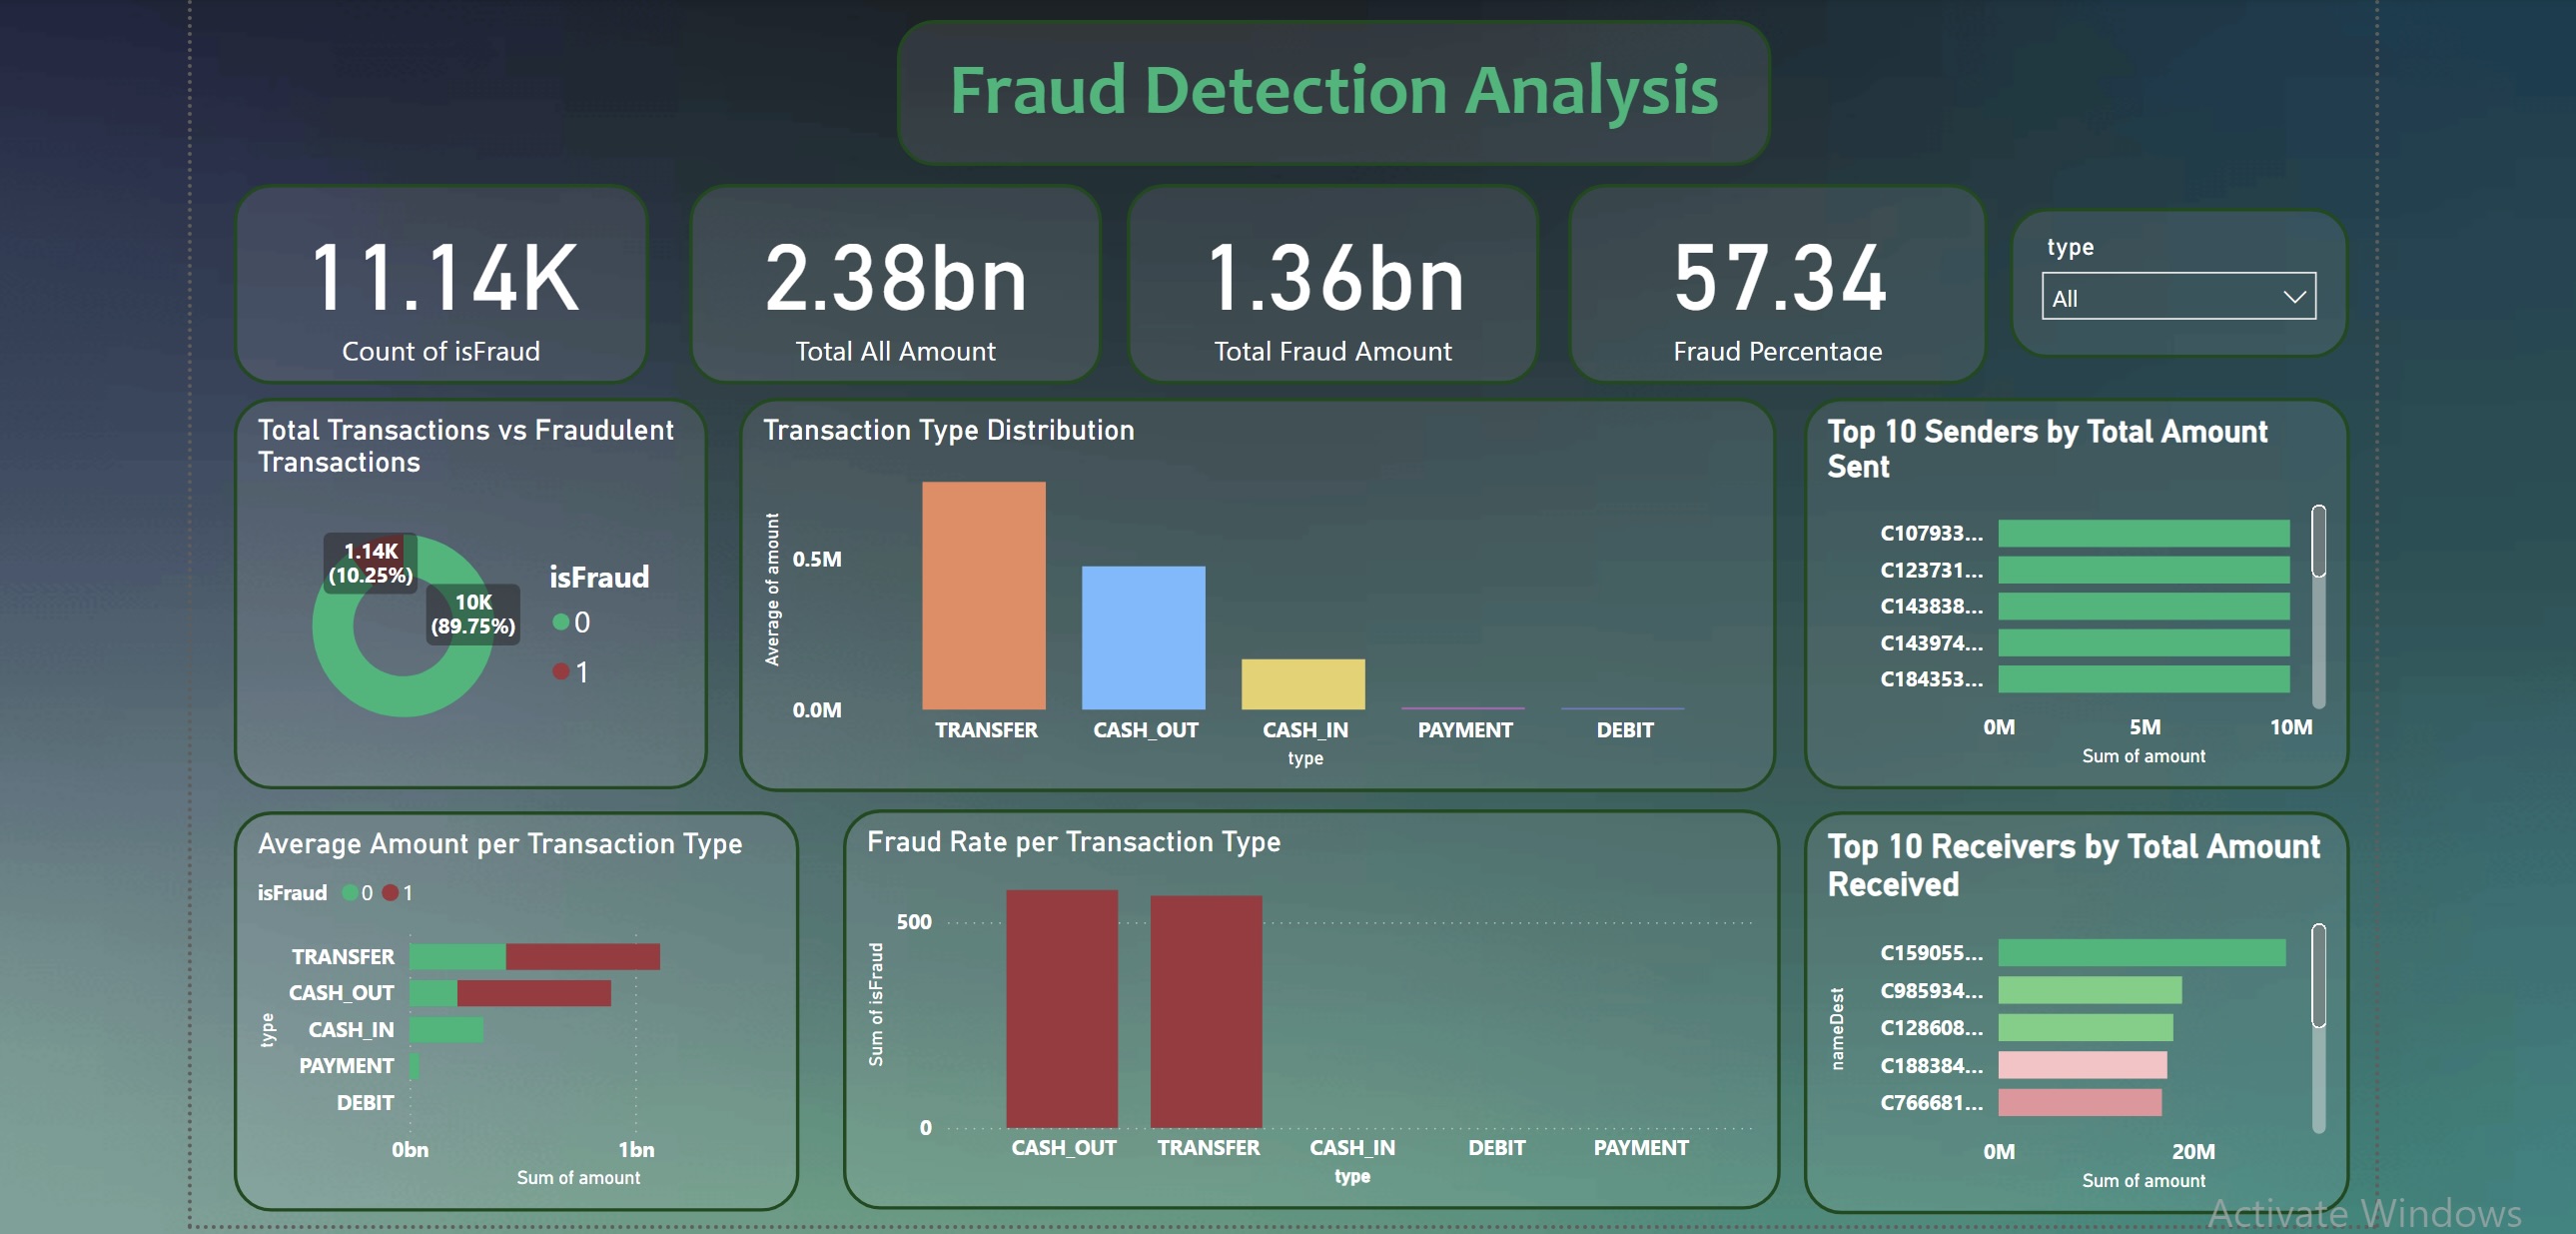 Fraud Detection Analysis
11.14K
Count of isFraud
2.38bn
Total All Amount
1.36bn
Total Fraud Amount
57.34
Fraud Percentage
type
All
Total Transactions vs Fraudulent
Transactions
1.14K
(10.25%)
10K
(89.75%)
isFraud
0
1
Transaction Type Distribution
Average of amount
0.5M
0.0M
TRANSFER
CASH_OUT
CASH_IN
PAYMENT
DEBIT
type
Top 10 Senders by Total Amount
Sent
C107933...
C123731...
C143838...
C143974...
C184353...
0M
5M
10M
Sum of amount
Average Amount per Transaction Type
isFraud 0 1
type
TRANSFER
CASH_OUT
CASH_IN
PAYMENT
DEBIT
0bn
1bn
Sum of amount
Fraud Rate per Transaction Type
Sum of isFraud
500
0
CASH_OUT
TRANSFER
CASH_IN
DEBIT
PAYMENT
type
Top 10 Receivers by Total Amount
Received
nameDest
C159055...
C985934...
C128608...
C188384...
C766681...
0M
20M
Sum of amount
Activate Windows